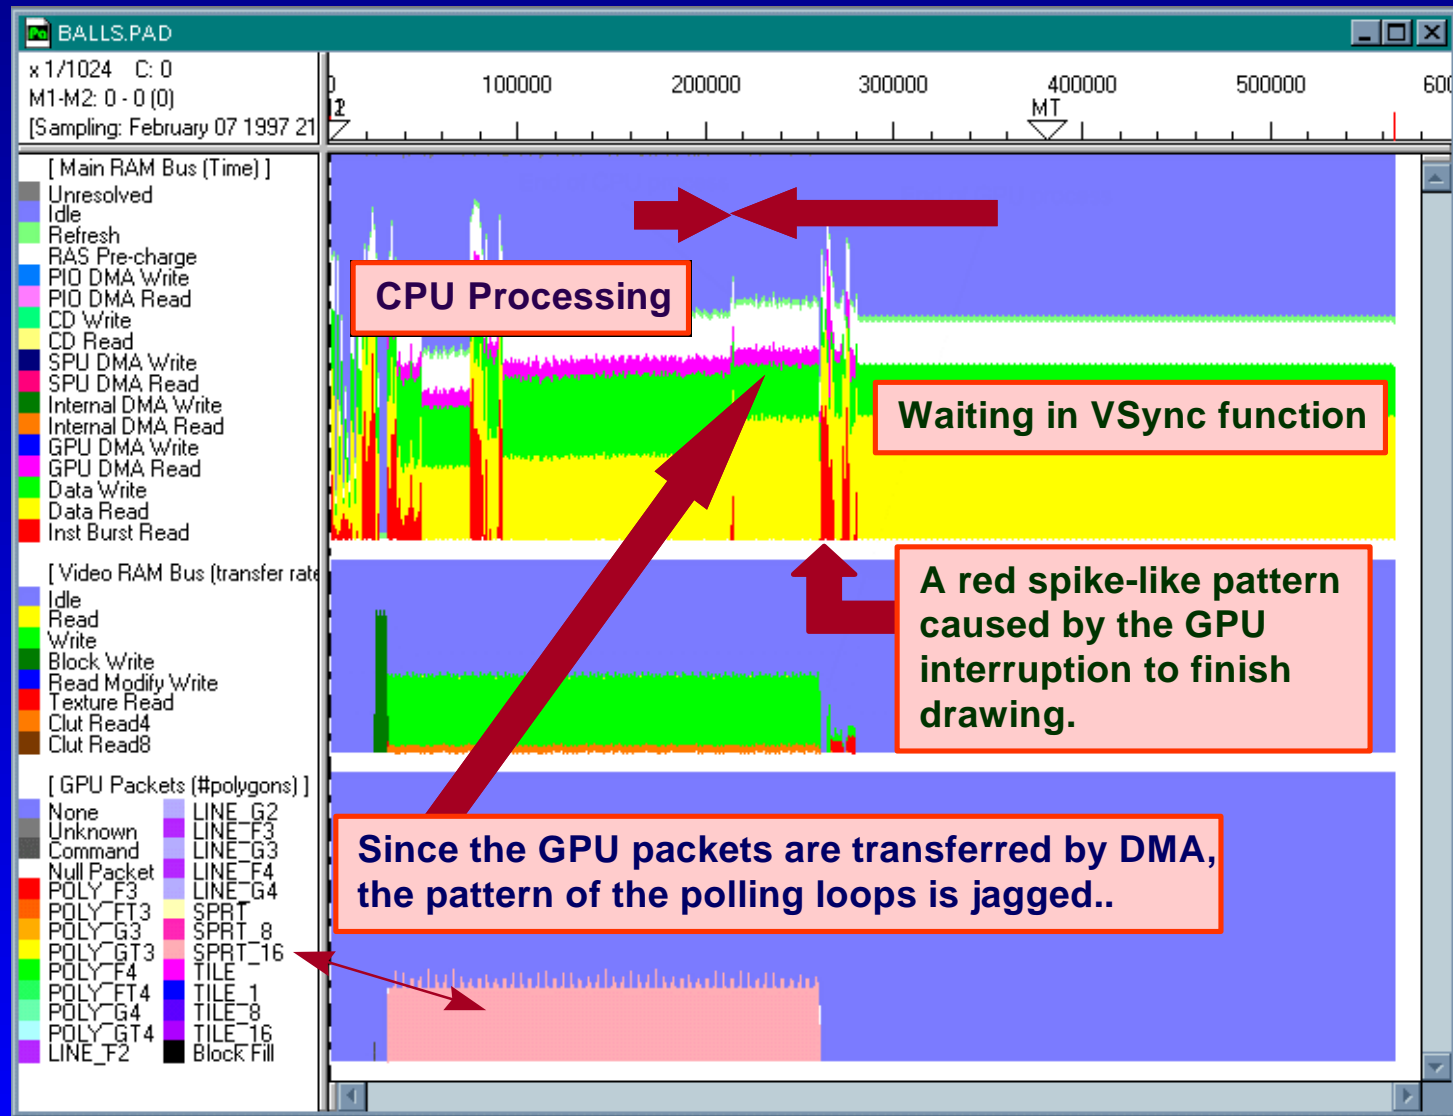 BALLS.PAD
x 1/1024 C: 0
M1-M2: 0 - 0 (0)
[Sampling: February 07 1997 21
0 100000 200000 300000 400000 500000 600
MT
[ Main RAM Bus (Time) ]
Unresolved
Idle
Refresh
RAS Pre-charge
PIO DMA Write
PIO DMA Read
CD Write
CD Read
SPU DMA Write
SPU DMA Read
Internal DMA Write
Internal DMA Read
GPU DMA Write
GPU DMA Read
Data Write
Data Read
Inst Burst Read
CPU Processing
Waiting in VSync function
A red spike-like pattern
caused by the GPU
interruption to finish
drawing.
[ Video RAM Bus (transfer rate
Idle
Read
Write
Block Write
Read Modify Write
Texture Read
Clut Read4
Clut Read8
[ GPU Packets (#polygons) ]
None LINE_G2
Unknown LINE_F3
Command LINE_G3
Null Packet LINE_F4
POLY_F3 LINE_G4
POLY_FT3 SPRT
POLY_G3 SPRT_8
POLY_GT3 SPRT_16
POLY_F4 TILE
POLY_FT4 TILE_1
POLY_G4 TILE_8
POLY_GT4 TILE_16
LINE_F2 Block Fill
Since the GPU packets are transferred by DMA,
the pattern of the polling loops is jagged..